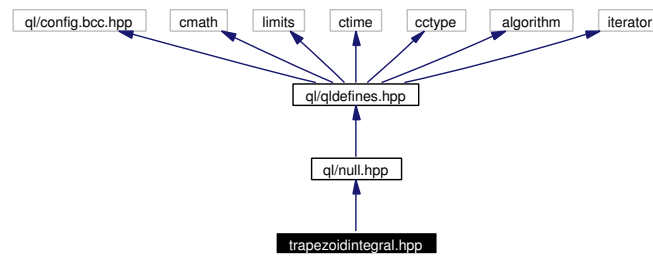 ql/config.bcc.hpp
cmath
limits
ctime
cctype
algorithm
iterator
ql/qldefines.hpp
ql/null.hpp
trapezoidintegral.hpp